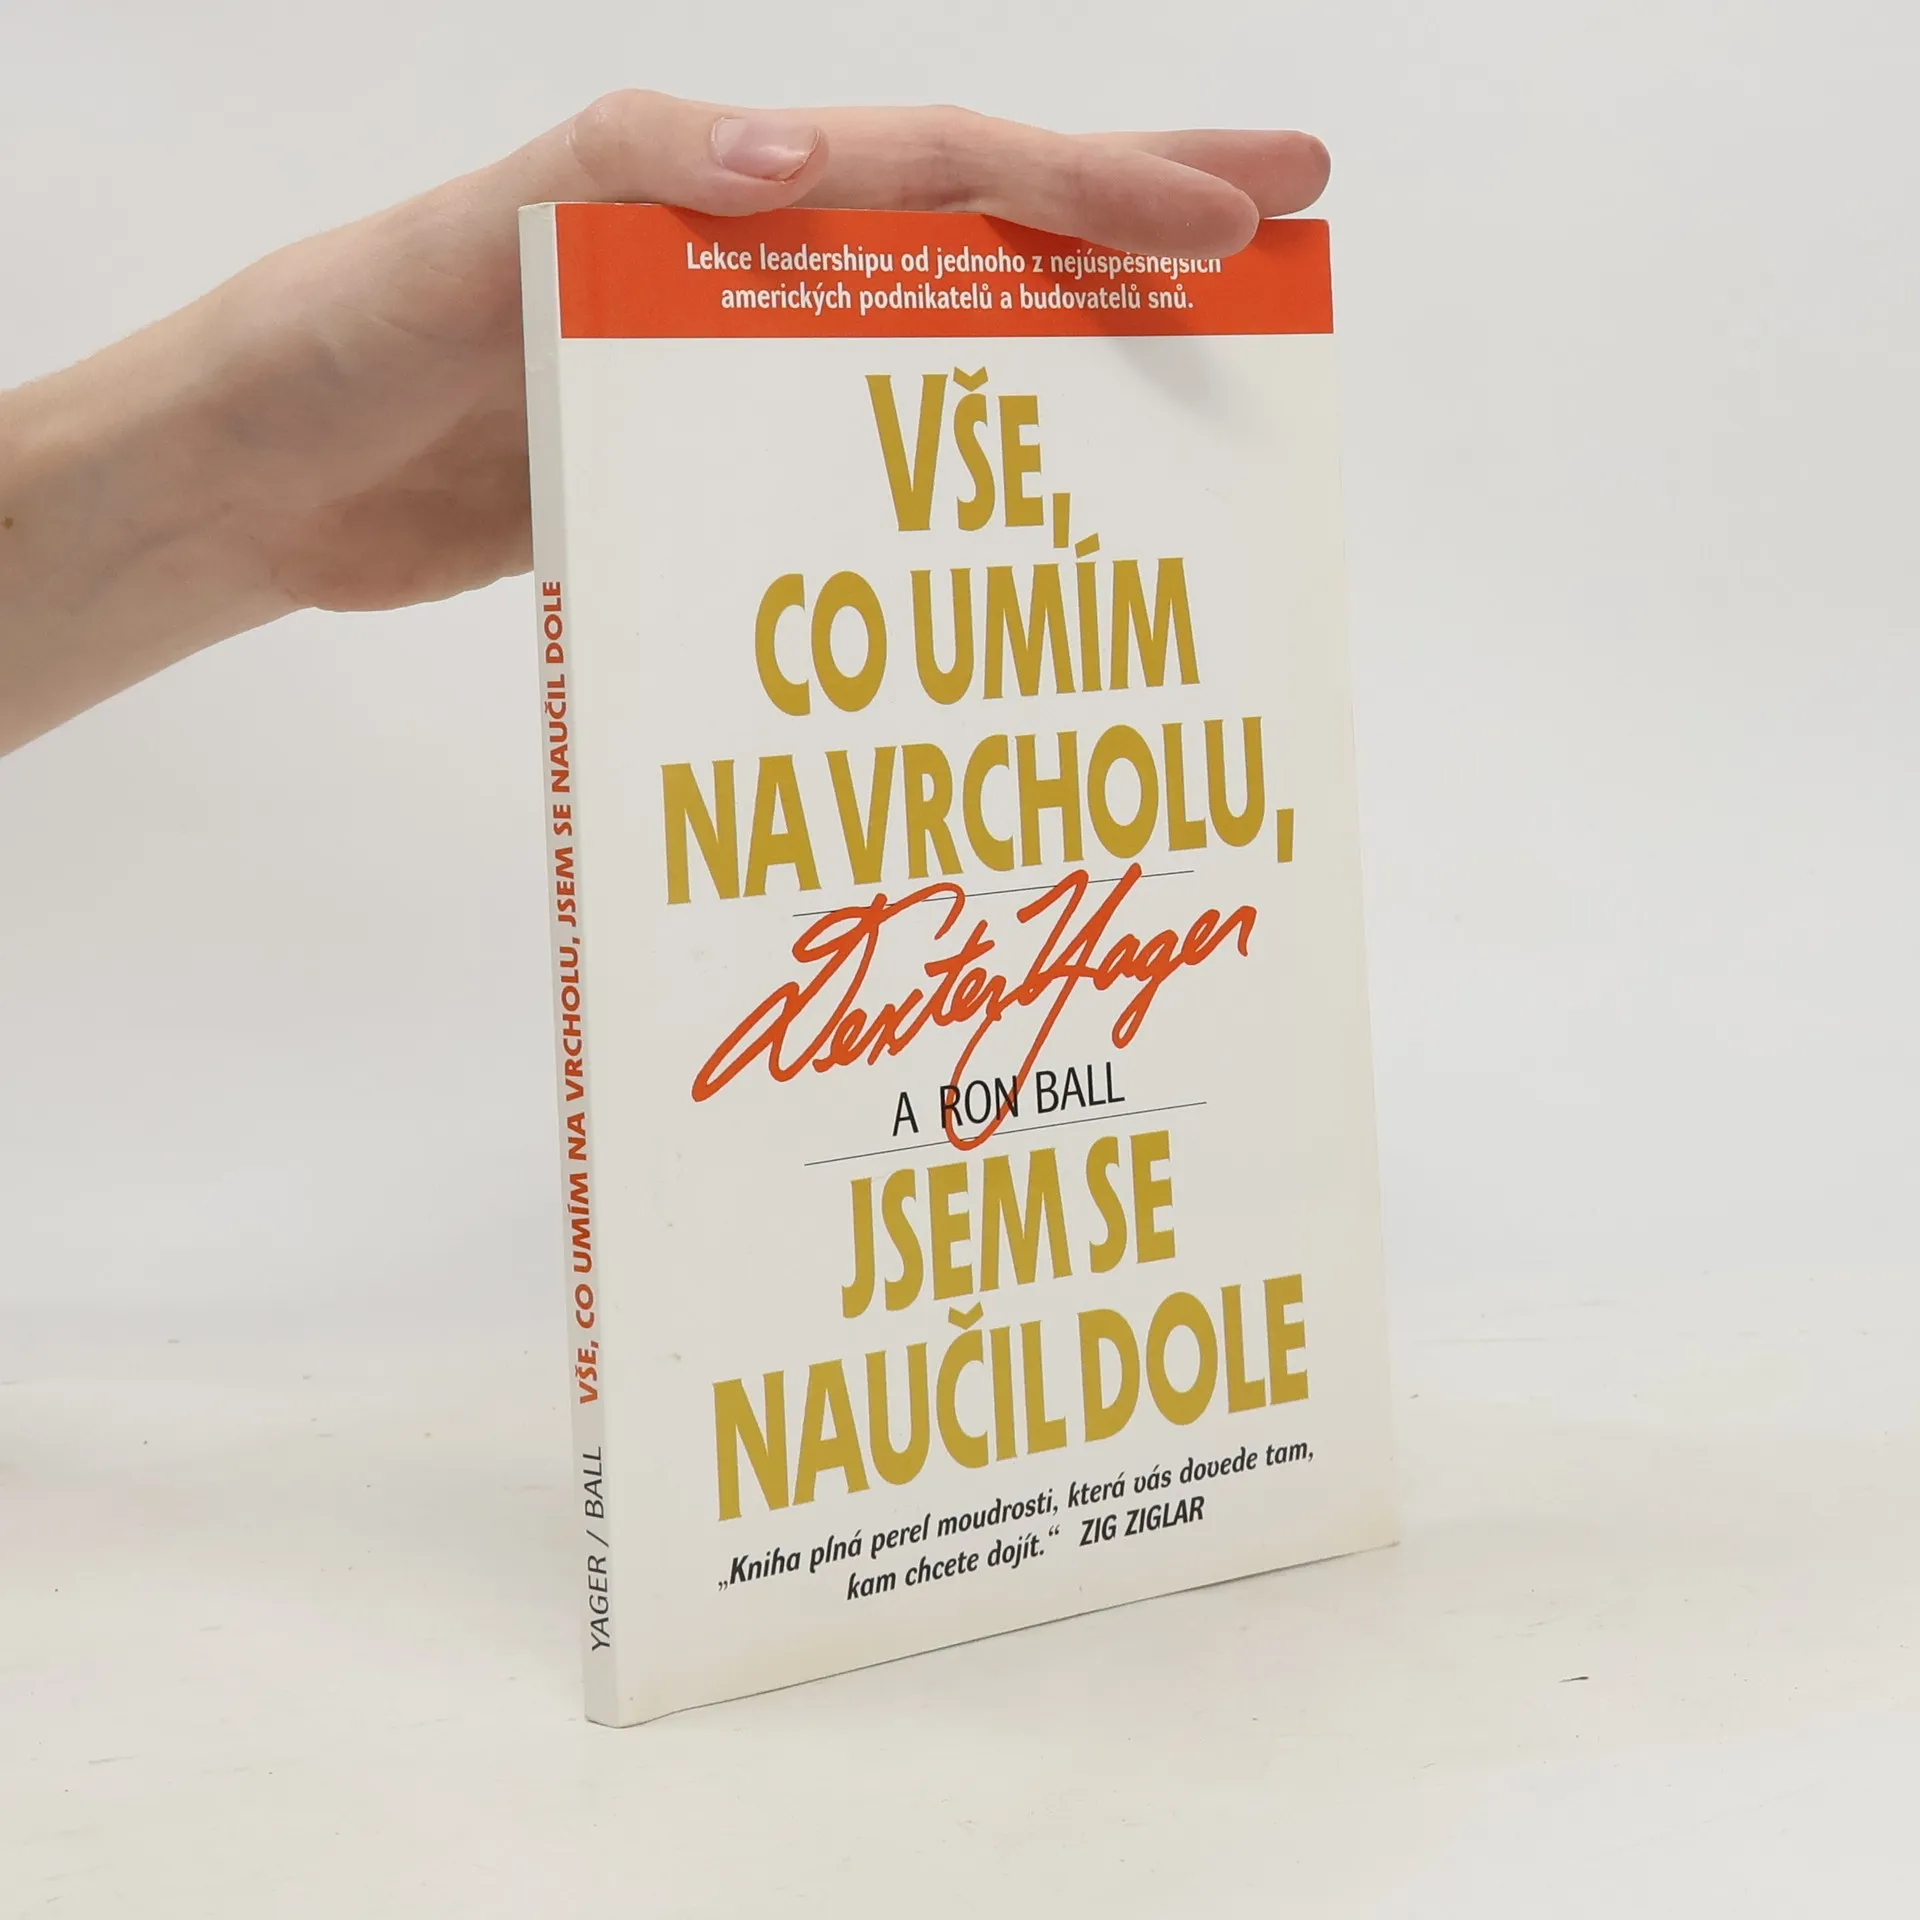 Lekce leadershipu od jednoho z nejúspěšnějších
amerických podnikatelů a budovatelů snů.
VŠE,
CO UMÍM
NA VRCHOLU,
Dexter Yager
A RON BALL
JSEM SE
NAUČIL DOLE
„Kniha plná perel moudrosti, která vás dovede tam,
kam chcete dojít.“ ZIG ZIGLAR
YAGER / BALL VŠE, CO UMÍM NA VRCHOLU, JSEM SE NAUČIL DOLE